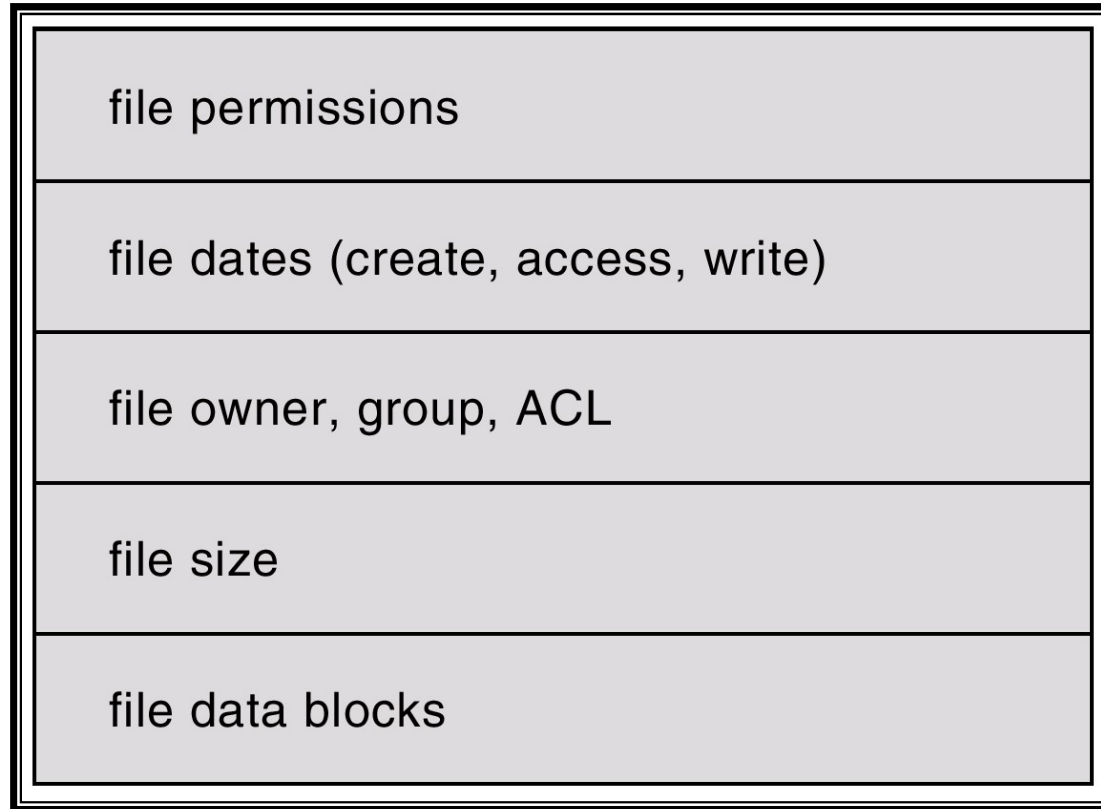 file permissions
file dates (create, access, write)
file owner, group, ACL
file size
file data blocks